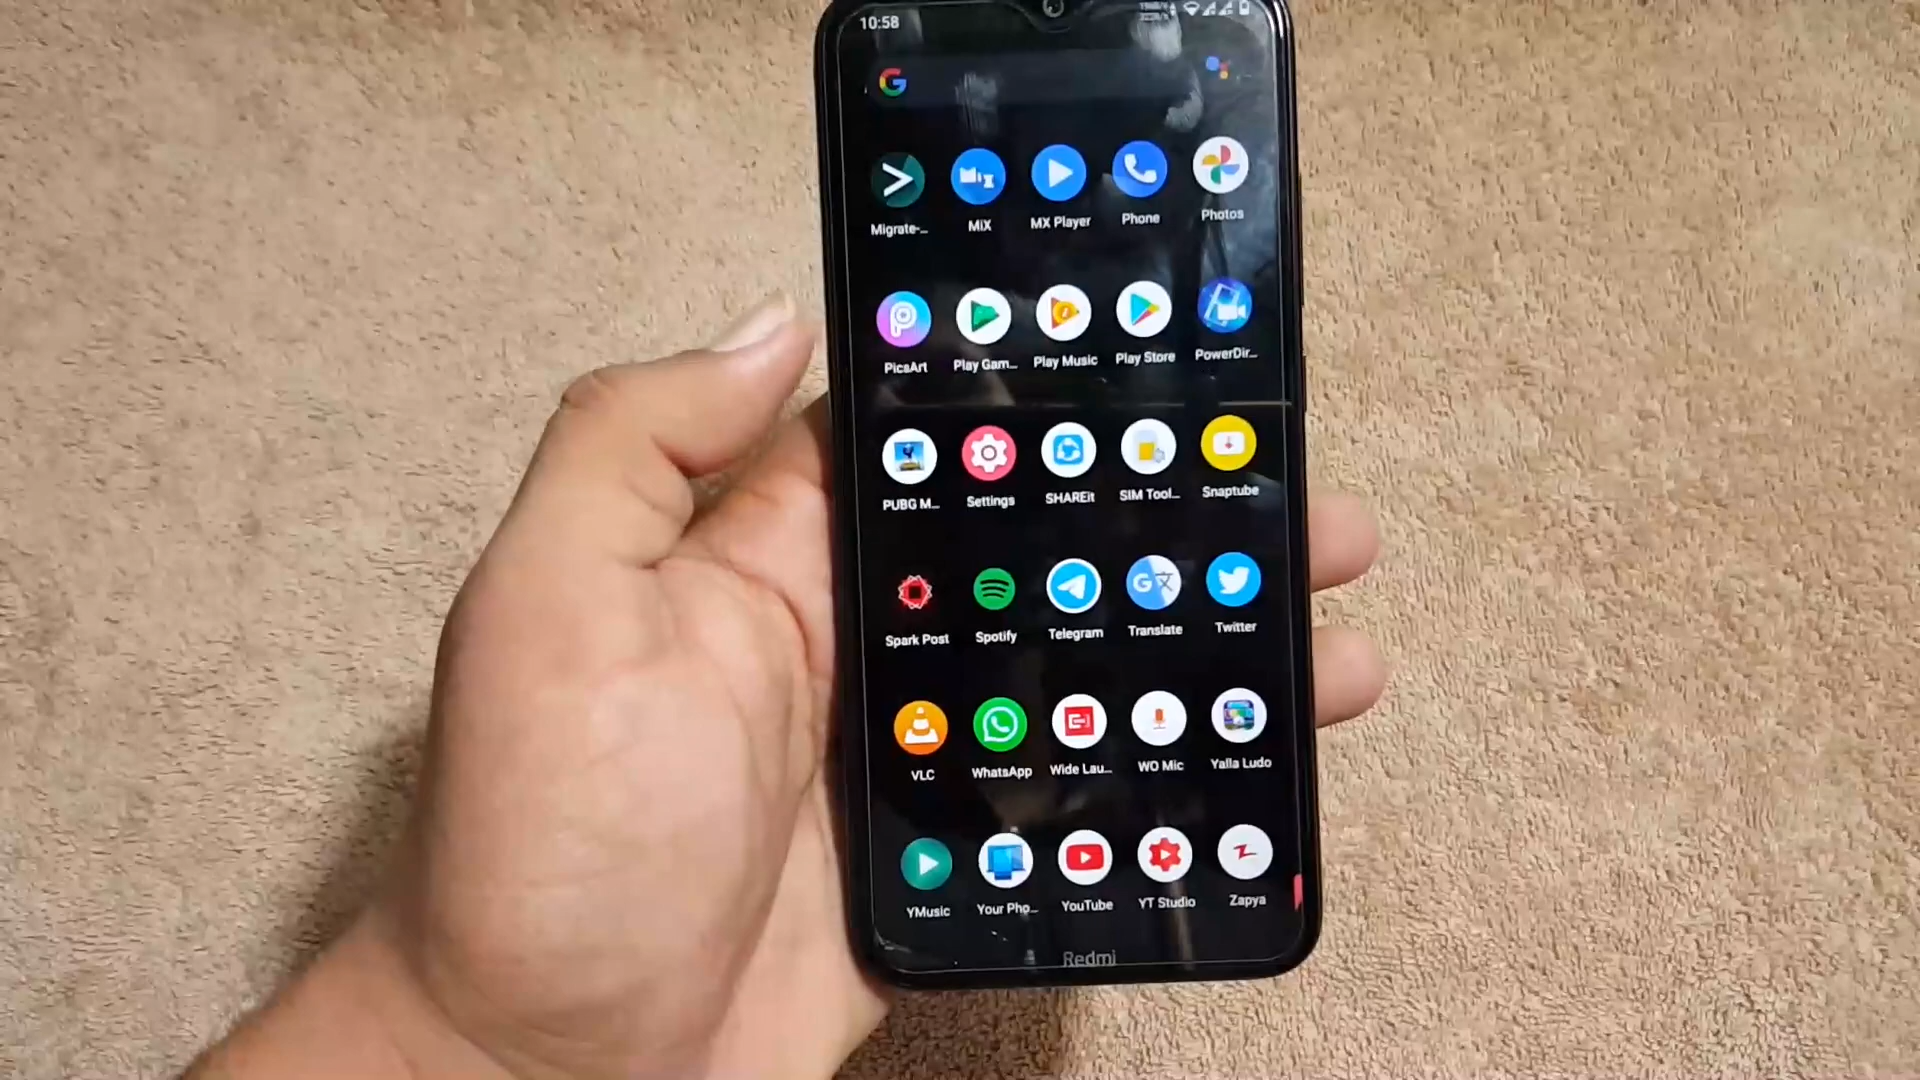 10:58
Migrate-... MiX MX Player Phone Photos
PicsArt Play Gam... Play Music Play Store PowerDir...
PUBG M... Settings SHAREit SIM Tool... Snaptube
Spark Post Spotify Telegram Translate Twitter
VLC WhatsApp Wide Lau... WO Mic Yalla Ludo
YMusic Your Pho... YouTube YT Studio Zapya
Redmi